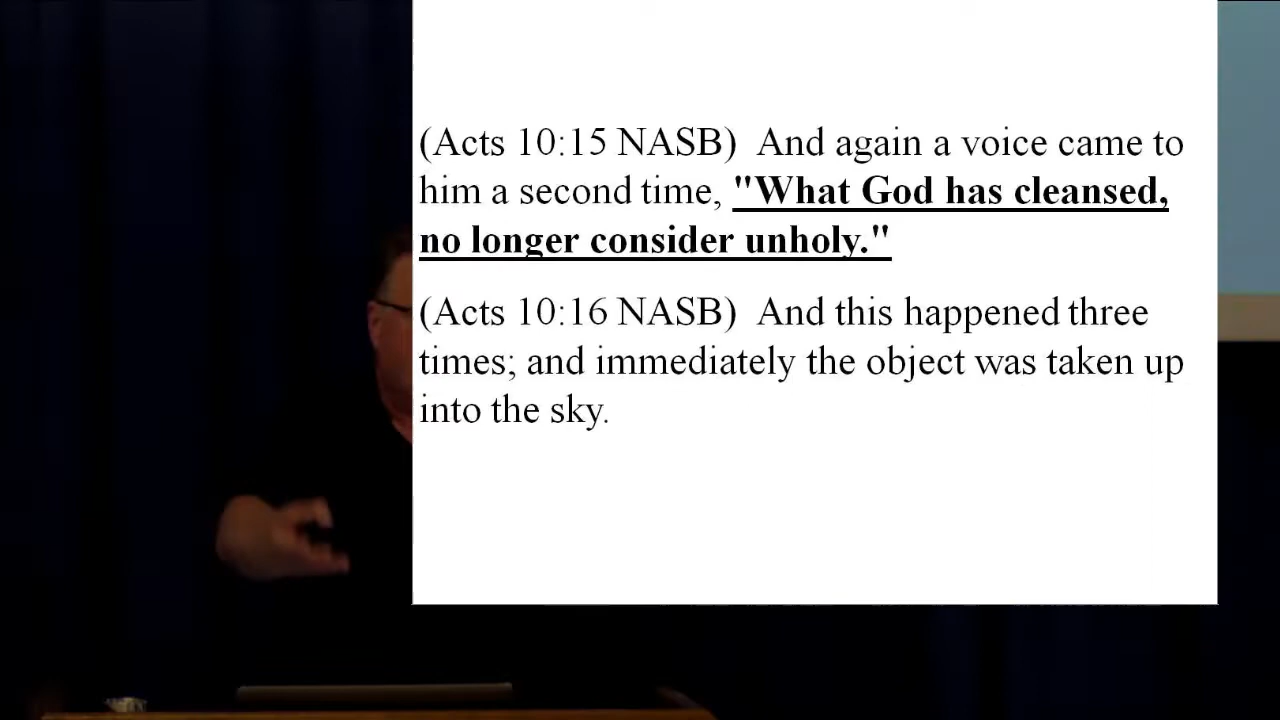 (Acts 10:15 NASB)  And again a voice came to
him a second time, "What God has cleansed,
no longer consider unholy."
(Acts 10:16 NASB)  And this happened three
times; and immediately the object was taken up
into the sky.